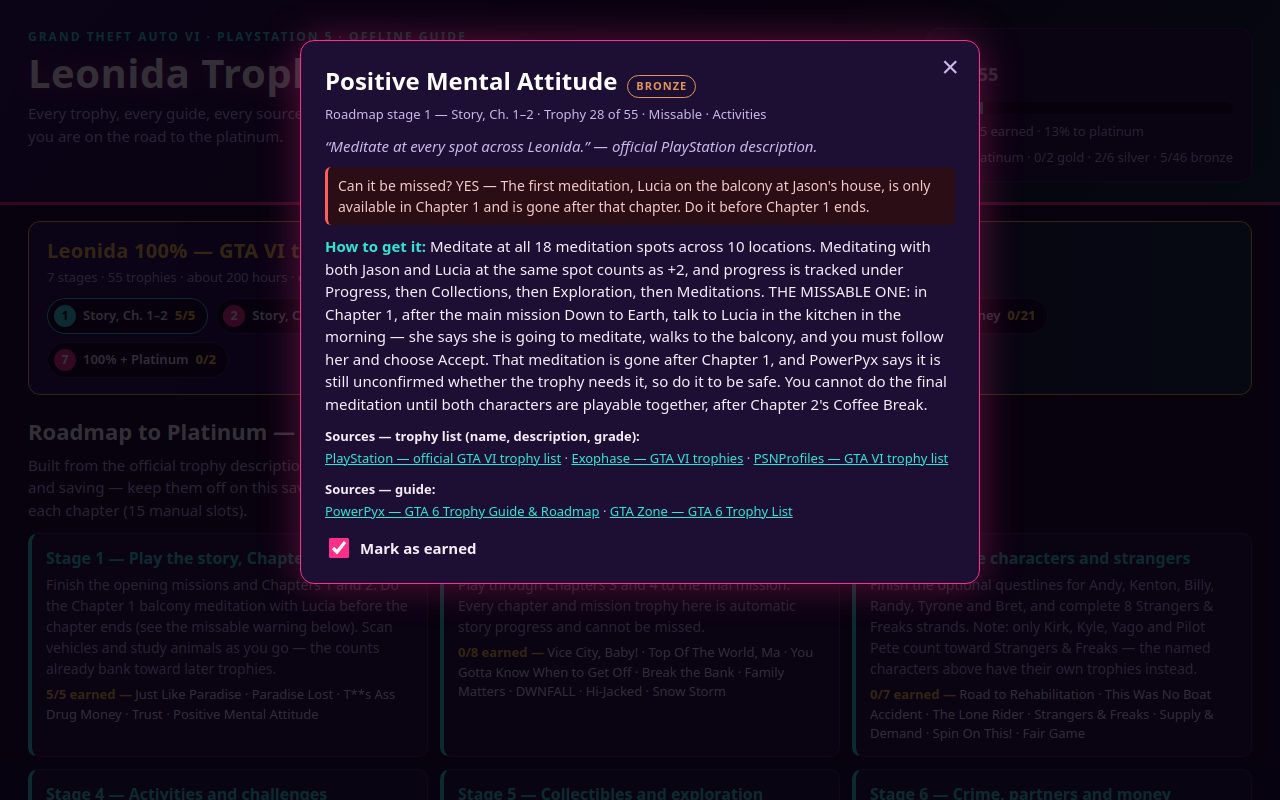 GRAND THEFT AUTO VI · PLAYSTATION 5 · OFFLINE GUIDE
Leonida
Every trophy, every guide, every source
you are on the road to the platinum.
55
earned · 13% to platinum
0/2 gold · 2/6 silver · 5/46 bronze
Leonida 100% — GTA VI
7 stages · 55 trophies · about 200 hours ·
1 Story, Ch. 1–2 5/5
2 Story,
0/21
7 100% + Platinum 0/2
Positive Mental Attitude BRONZE
✕
Roadmap stage 1 — Story, Ch. 1–2 · Trophy 28 of 55 · Missable · Activities
“Meditate at every spot across Leonida.” — official PlayStation description.
Can it be missed? YES — The first meditation, Lucia on the balcony at Jason's house, is only
available in Chapter 1 and is gone after that chapter. Do it before Chapter 1 ends.
How to get it: Meditate at all 18 meditation spots across 10 locations. Meditating with
both Jason and Lucia at the same spot counts as +2, and progress is tracked under
Progress, then Collections, then Exploration, then Meditations. THE MISSABLE ONE: in
Chapter 1, after the main mission Down to Earth, talk to Lucia in the kitchen in the
morning — she says she is going to meditate, walks to the balcony, and you must follow
her and choose Accept. That meditation is gone after Chapter 1, and PowerPyx says it is
still unconfirmed whether the trophy needs it, so do it to be safe. You cannot do the final
meditation until both characters are playable together, after Chapter 2's Coffee Break.
Sources — trophy list (name, description, grade):
PlayStation — official GTA VI trophy list · Exophase — GTA VI trophies · PSNProfiles — GTA VI trophy list
Sources — guide:
PowerPyx — GTA 6 Trophy Guide & Roadmap · GTA Zone — GTA 6 Trophy List
Mark as earned
Roadmap to Platinum —
Built from the official trophy
and saving — keep them off on this
each chapter (15 manual slots).
Stage 1 — Play the story,
Finish the opening missions and Chapters 1 and 2. Do
the Chapter 1 balcony meditation with Lucia before the
chapter ends (see the missable warning below). Scan
vehicles and study animals as you go — the counts
already bank toward later trophies.
5/5 earned — Just Like Paradise · Paradise Lost · T**s Ass
Drug Money · Trust · Positive Mental Attitude
Play through Chapters 3 and 4 to the final mission.
Every chapter and mission trophy here is automatic
story progress and cannot be missed.
0/8 earned — Vice City, Baby! · Top Of The World, Ma · You
Gotta Know When to Get Off · Break the Bank · Family
Matters · DWNFALL · Hi-Jacked · Snow Storm
characters and strangers
Finish the optional questlines for Andy, Kenton, Billy,
Randy, Tyrone and Bret, and complete 8 Strangers &
Freaks strands. Note: only Kirk, Kyle, Yago and Pilot
Pete count toward Strangers & Freaks — the named
characters above have their own trophies instead.
0/7 earned — Road to Rehabilitation · This Was No Boat
Accident · The Lone Rider · Strangers & Freaks · Supply &
Demand · Spin On This! · Fair Game
Stage 4 — Activities and challenges
Stage 5 — Collectibles and exploration
Stage 6 — Crime, partners and money